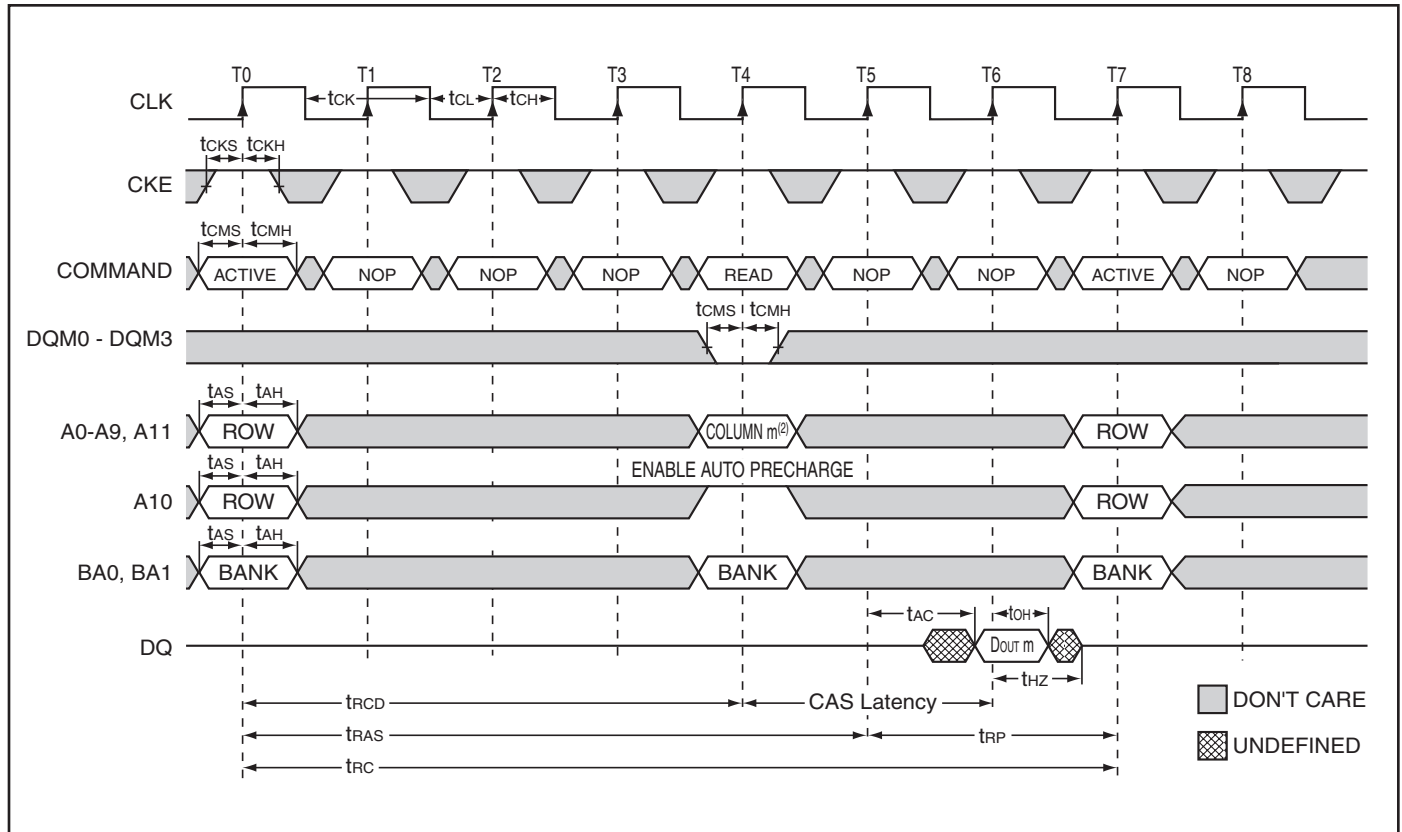 T0 T1 T2 T3 T4 T5 T6 T7 T8
CLK tCK tCL tCH
tCKS tCKH
CKE
tCMS tCMH
COMMAND ACTIVE NOP NOP NOP READ NOP NOP ACTIVE NOP
tCMS tCMH
DQM0 - DQM3
tAS tAH
A0-A9, A11 ROW COLUMN m(2) ROW
tAS tAH ENABLE AUTO PRECHARGE
A10 ROW ROW
tAS tAH
BA0, BA1 BANK BANK BANK
tAC tOH
DQ DOUT m
tHZ
tRCD CAS Latency
DON'T CARE
tRAS tRP
UNDEFINED
tRC